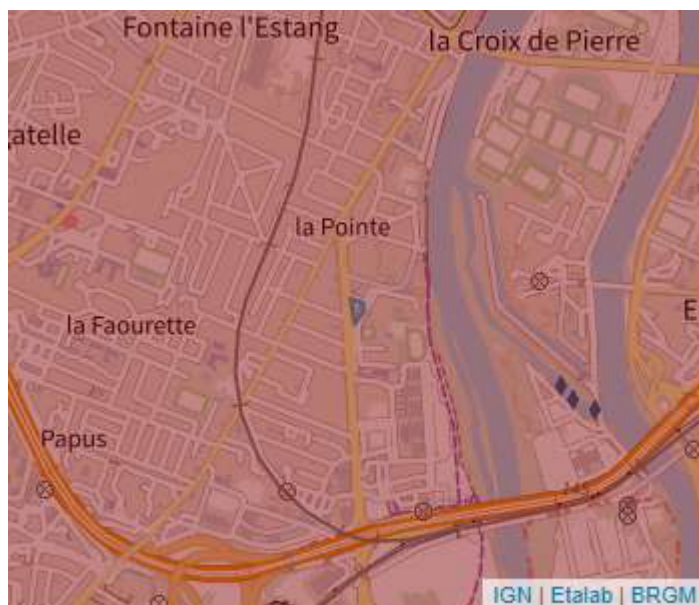 Fontaine l'Estang
la Croix de Pierre
atelle
la Pointe
la Faourette
E
Papus
IGN | Etalab | BRGM